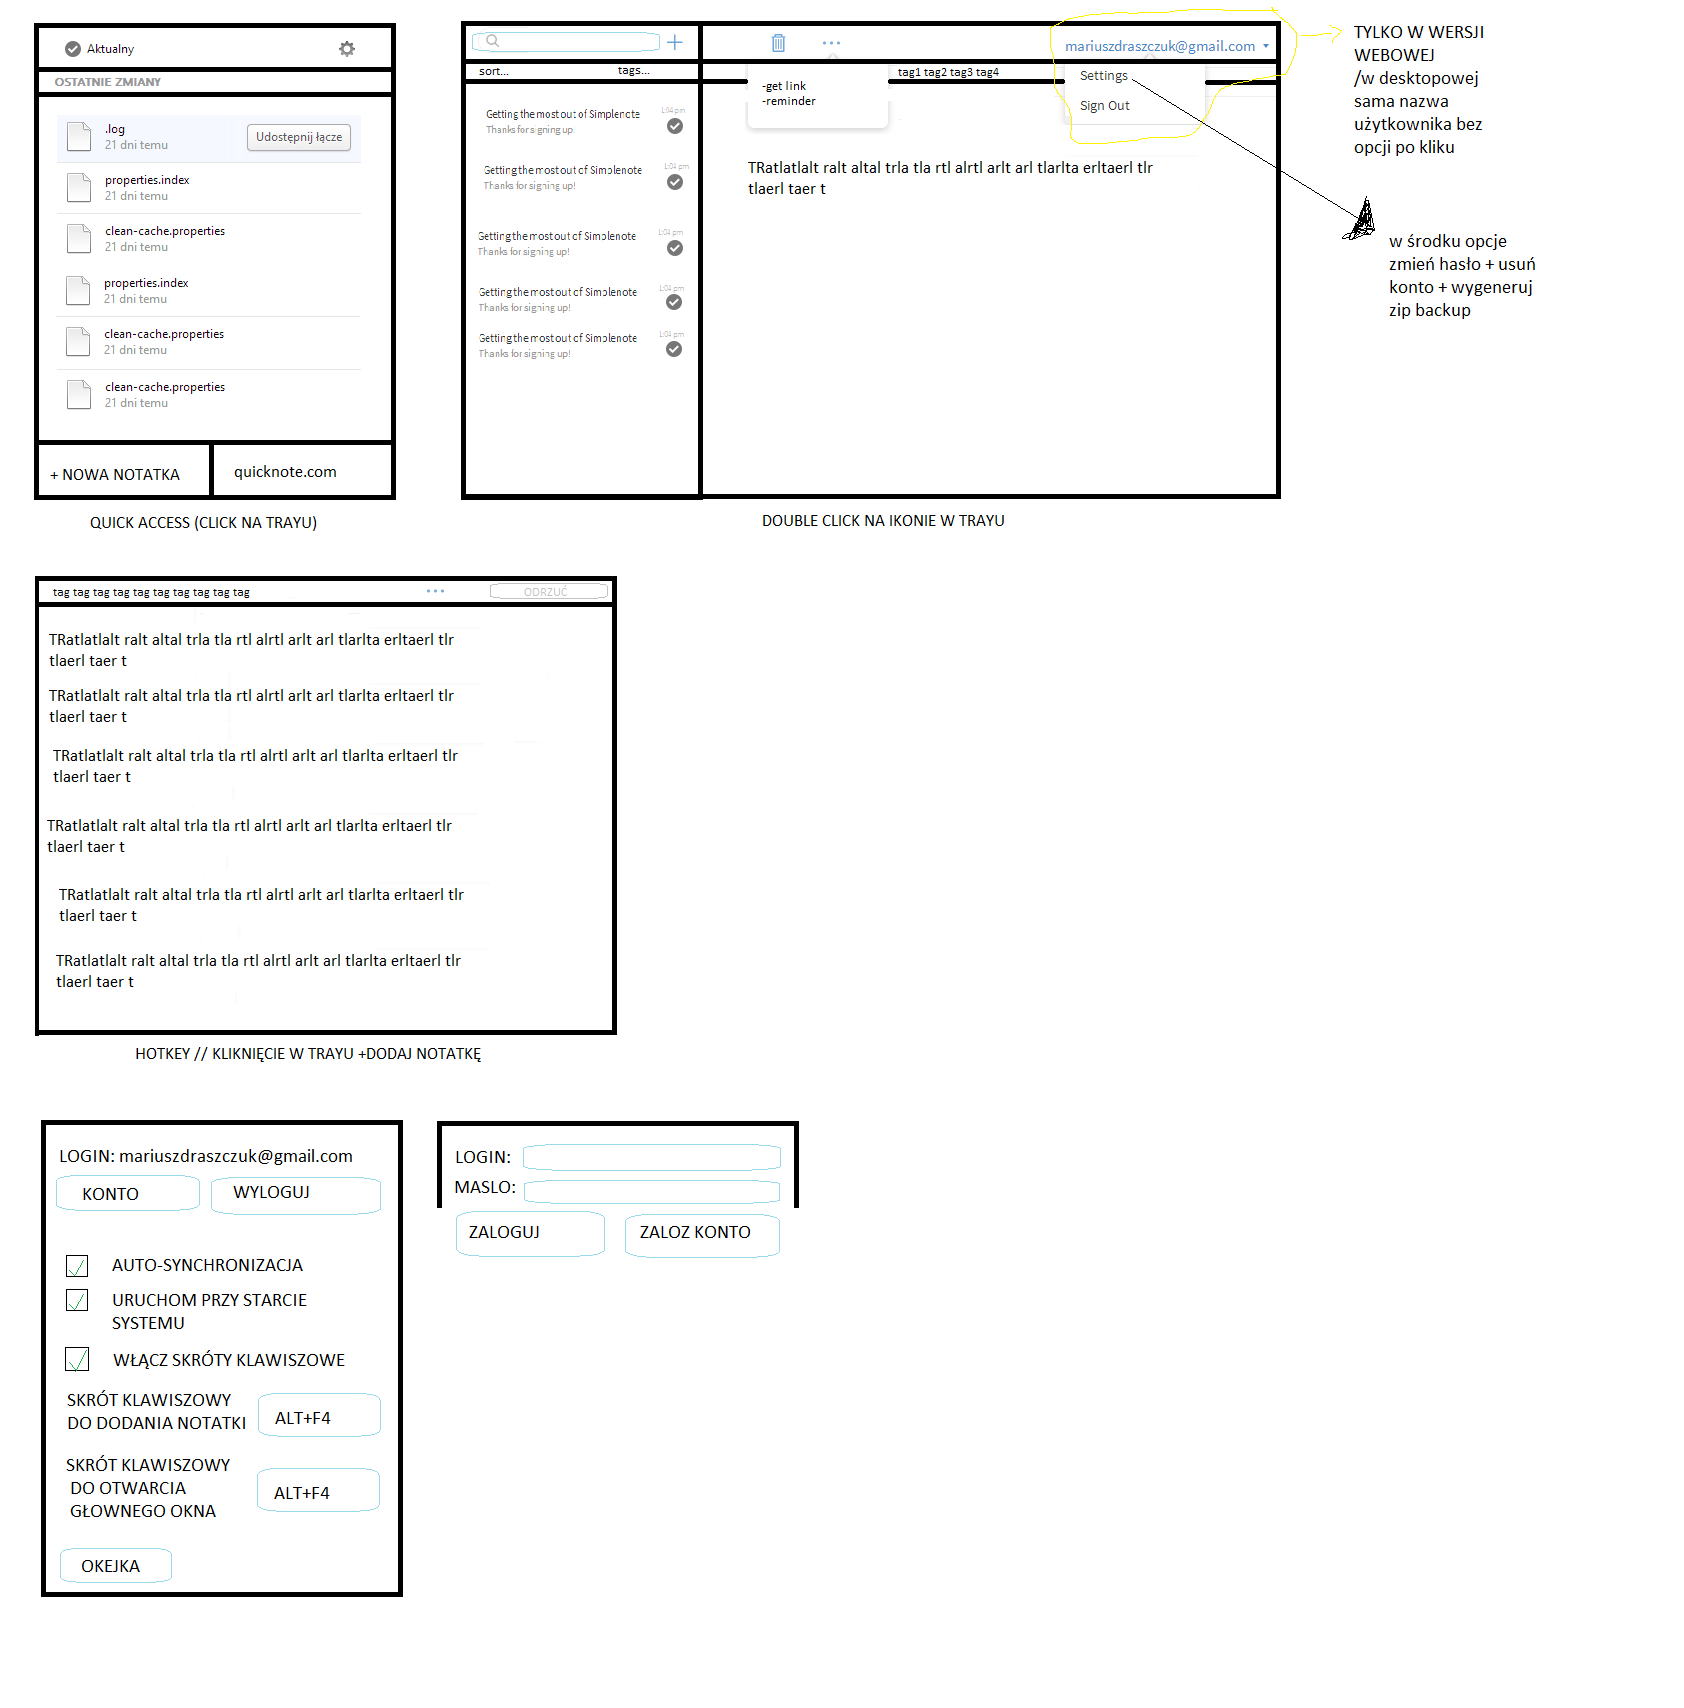 Aktualny
OSTATNIE ZMIANY
.log
21 dni temu
Udostępnij łącze
properties.index
21 dni temu
clean-cache.properties
21 dni temu
properties.index
21 dni temu
clean-cache.properties
21 dni temu
clean-cache.properties
21 dni temu
+ NOWA NOTATKA
quicknote.com
QUICK ACCESS (CLICK NA TRAYU)
mariuszdraszczuk@gmail.com
sort...
tags...
tag1 tag2 tag3 tag4
-get link
-reminder
Settings
Sign Out
Getting the most out of Simplenote
1:04 pm
Thanks for signing up!
Getting the most out of Simplenote
1:04 pm
Thanks for signing up!
Getting the most out of Simplenote
1:04 pm
Thanks for signing up!
Getting the most out of Simplenote
1:04 pm
Thanks for signing up!
Getting the most out of Simplenote
1:04 pm
Thanks for signing up!
TRatlatlalt ralt altal trla tla rtl alrtl arlt arl tlarlta erltaerl tlr
tlaerl taer t
DOUBLE CLICK NA IKONIE W TRAYU
TYLKO W WERSJI
WEBOWEJ
/w desktopowej
sama nazwa
użytkownika bez
opcji po kliku
w środku opcje
zmień hasło + usuń
konto + wygeneruj
zip backup
tag tag tag tag tag tag tag tag tag tag
ODRZUĆ
TRatlatlalt ralt altal trla tla rtl alrtl arlt arl tlarlta erltaerl tlr
tlaerl taer t
TRatlatlalt ralt altal trla tla rtl alrtl arlt arl tlarlta erltaerl tlr
tlaerl taer t
TRatlatlalt ralt altal trla tla rtl alrtl arlt arl tlarlta erltaerl tlr
tlaerl taer t
TRatlatlalt ralt altal trla tla rtl alrtl arlt arl tlarlta erltaerl tlr
tlaerl taer t
TRatlatlalt ralt altal trla tla rtl alrtl arlt arl tlarlta erltaerl tlr
tlaerl taer t
TRatlatlalt ralt altal trla tla rtl alrtl arlt arl tlarlta erltaerl tlr
tlaerl taer t
HOTKEY // KLIKNIĘCIE W TRAYU +DODAJ NOTATKĘ
LOGIN: mariuszdraszczuk@gmail.com
KONTO
WYLOGUJ
AUTO-SYNCHRONIZACJA
URUCHOM PRZY STARCIE
SYSTEMU
WŁĄCZ SKRÓTY KLAWISZOWE
SKRÓT KLAWISZOWY
DO DODANIA NOTATKI
ALT+F4
SKRÓT KLAWISZOWY
DO OTWARCIA
GŁOWNEGO OKNA
ALT+F4
OKEJKA
LOGIN:
MASLO:
ZALOGUJ
ZALOZ KONTO